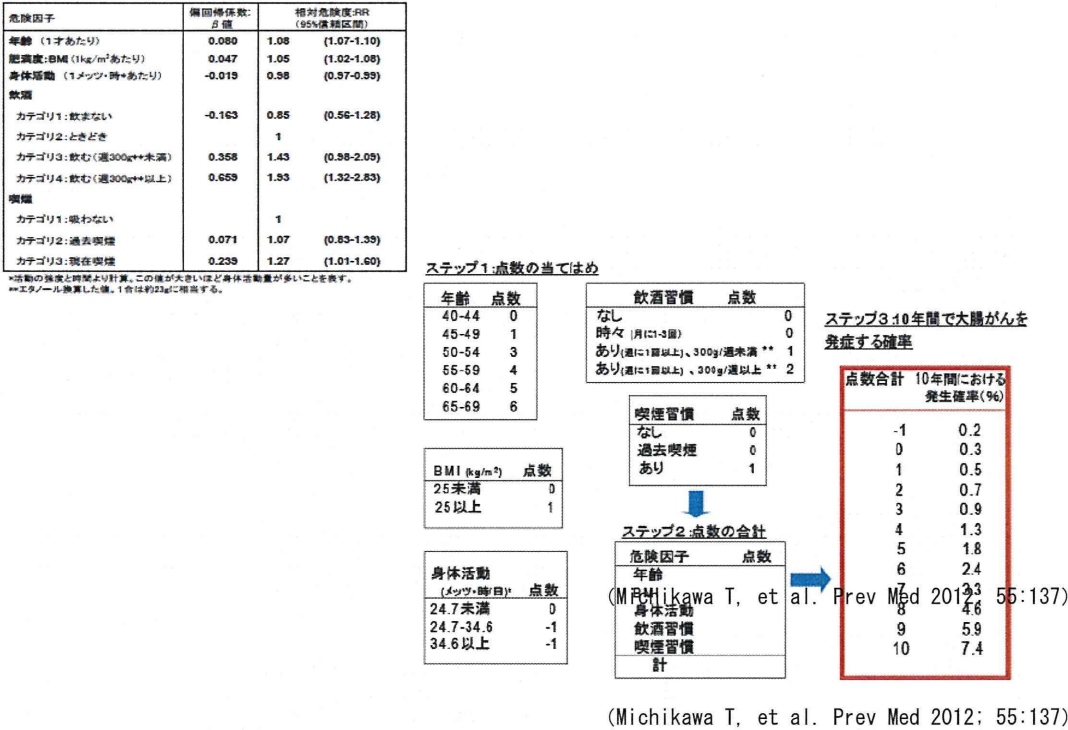 危険因子 偏回帰係数: 相対危険度:RR
β値 (95%信頼区間)
年齢 (1才あたり) 0.080 1.08 (1.07-1.10)
肥満度:BMI (1kg/m²あたり) 0.047 1.05 (1.02-1.08)
身体活動 (1メッツ・時*あたり) -0.019 0.98 (0.97-0.99)
飲酒
カテゴリ1:飲まない -0.163 0.85 (0.56-1.28)
カテゴリ2:ときどき 1
カテゴリ3:飲む(週300g**未満) 0.358 1.43 (0.98-2.09)
カテゴリ4:飲む(週300g**以上) 0.659 1.93 (1.32-2.83)
喫煙
カテゴリ1:吸わない 1
カテゴリ2:過去喫煙 0.071 1.07 (0.83-1.39)
カテゴリ3:現在喫煙 0.239 1.27 (1.01-1.60)
*活動の強度と時間より計算。この値が大きいほど身体活動量が多いことを表す。
**エタノール換算した値。1合は約23gに相当する。
ステップ1:点数の当てはめ
年齢 点数
40-44 0
45-49 1
50-54 3
55-59 4
60-64 5
65-69 6
BMI (kg/m²) 点数
25未満 0
25以上 1
身体活動
(メッツ・時/日)* 点数
24.7未満 0
24.7-34.6 -1
34.6以上 -1
飲酒習慣 点数
なし 0
時々 (月に1-3回) 0
あり(週に1回以上)、300g/週未満 ** 1
あり(週に1回以上)、300g/週以上 ** 2
喫煙習慣 点数
なし 0
過去喫煙 0
あり 1
ステップ2:点数の合計
危険因子 点数
年齢
BMI
身体活動
飲酒習慣
喫煙習慣
計
ステップ3:10年間で大腸がんを
発症する確率
点数合計 10年間における
発生確率(%)
-1 0.2
0 0.3
1 0.5
2 0.7
3 0.9
4 1.3
5 1.8
6 2.4
7 3.3
8 4.6
9 5.9
10 7.4
(Michikawa T, et al. Prev Med 2012; 55:137)
(Michikawa T, et al. Prev Med 2012; 55:137)